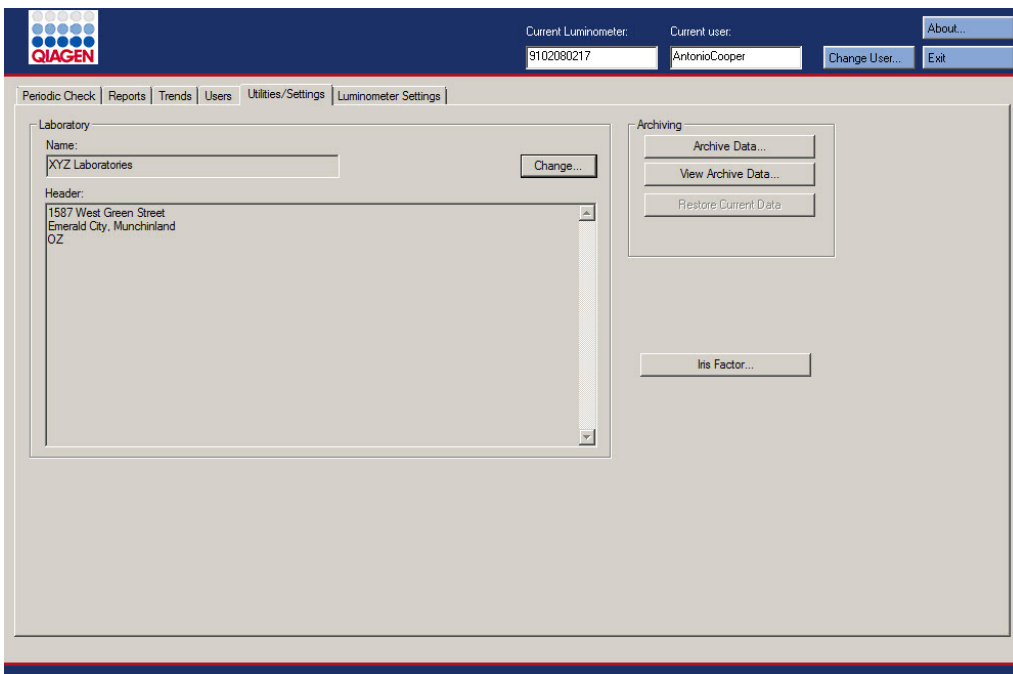 QIAGEN
Current Luminometer:
Current user:
About...
9102080217
AntonioCooper
Change User...
Exit
Periodic Check
Reports
Trends
Users
Utilities/Settings
Luminometer Settings
Laboratory
Name:
XYZ Laboratories
Change...
Header:
1587 West Green Street
Emerald City, Munchinland
OZ
Archiving
Archive Data...
View Archive Data...
Restore Current Data
Iris Factor...